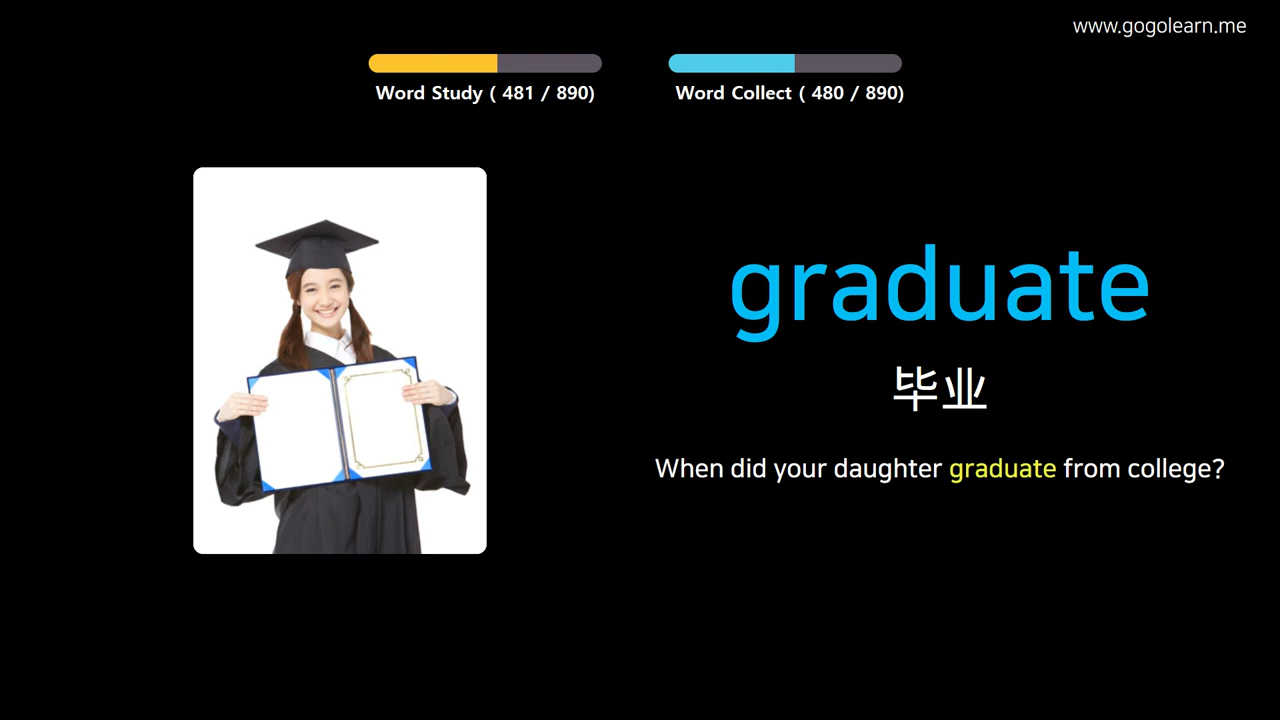 www.gogolearn.me
Word Study ( 481 / 890)
Word Collect ( 480 / 890)
graduate
毕业
When did your daughter graduate from college?